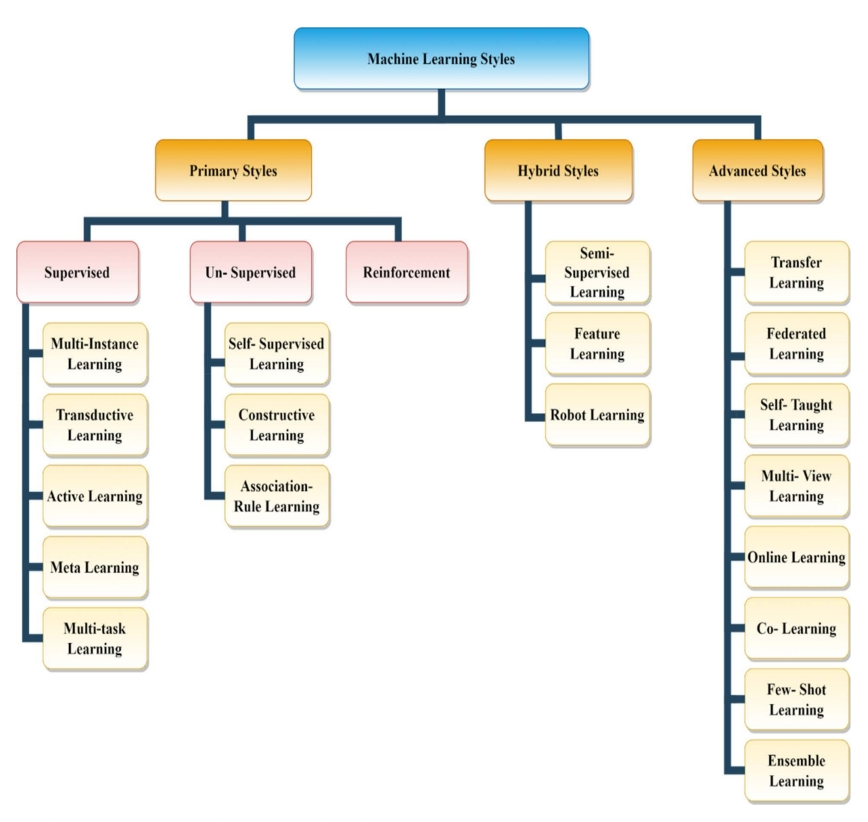 Machine Learning Styles
Primary Styles
Hybrid Styles
Advanced Styles
Supervised
Un- Supervised
Reinforcement
Multi-Instance
Learning
Transductive
Learning
Active Learning
Meta Learning
Multi-task
Learning
Self- Supervised
Learning
Constructive
Learning
Association-
Rule Learning
Semi-
Supervised
Learning
Feature
Learning
Robot Learning
Transfer
Learning
Federated
Learning
Self- Taught
Learning
Multi- View
Learning
Online Learning
Co- Learning
Few- Shot
Learning
Ensemble
Learning